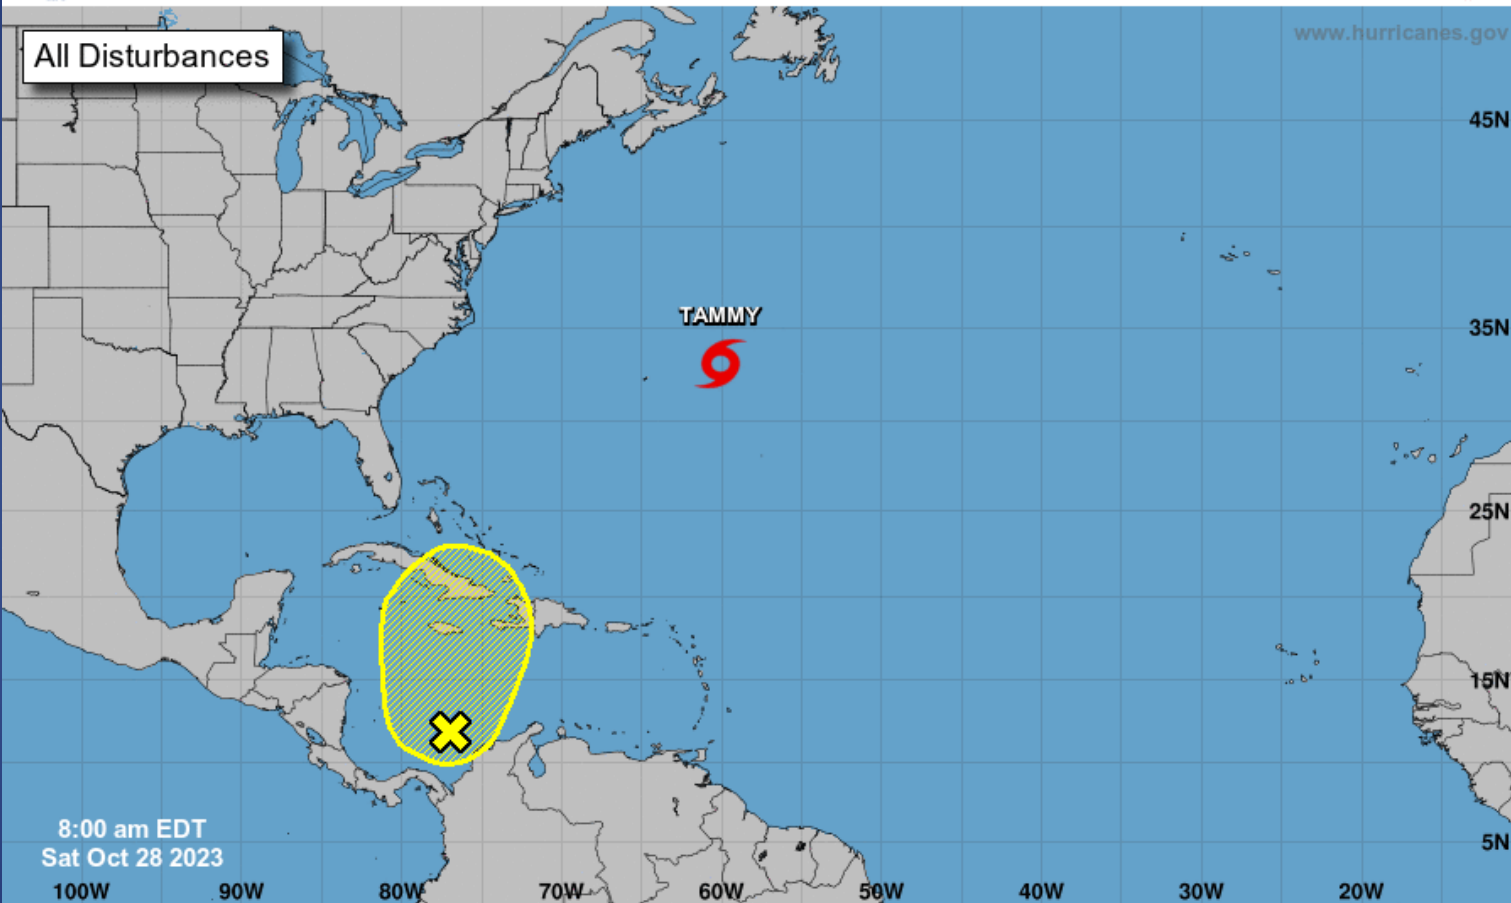 www.hurricanes.gov
All Disturbances
45N
TAMMY
35N
25N
15N
8:00 am EDT
Sat Oct 28 2023
5N
100W 90W 80W 70W 60W 50W 40W 30W 20W